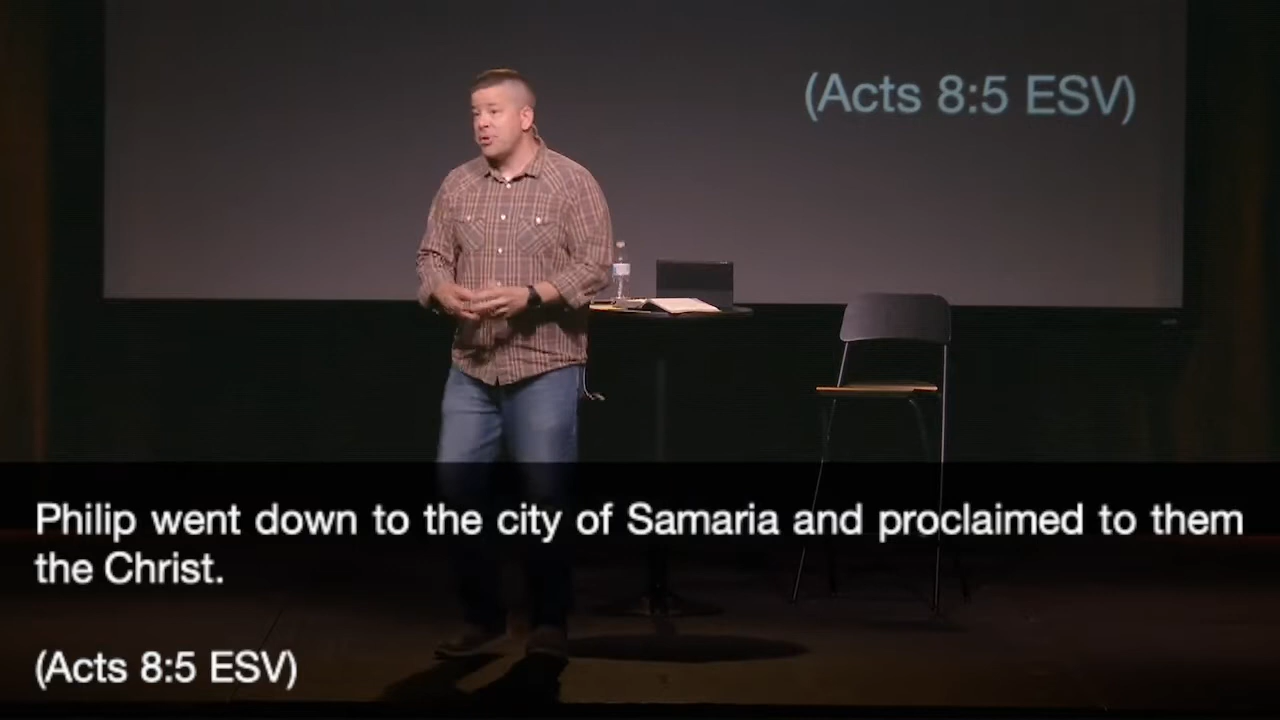 (Acts 8:5 ESV)
Philip went down to the city of Samaria and proclaimed to them
the Christ.
(Acts 8:5 ESV)